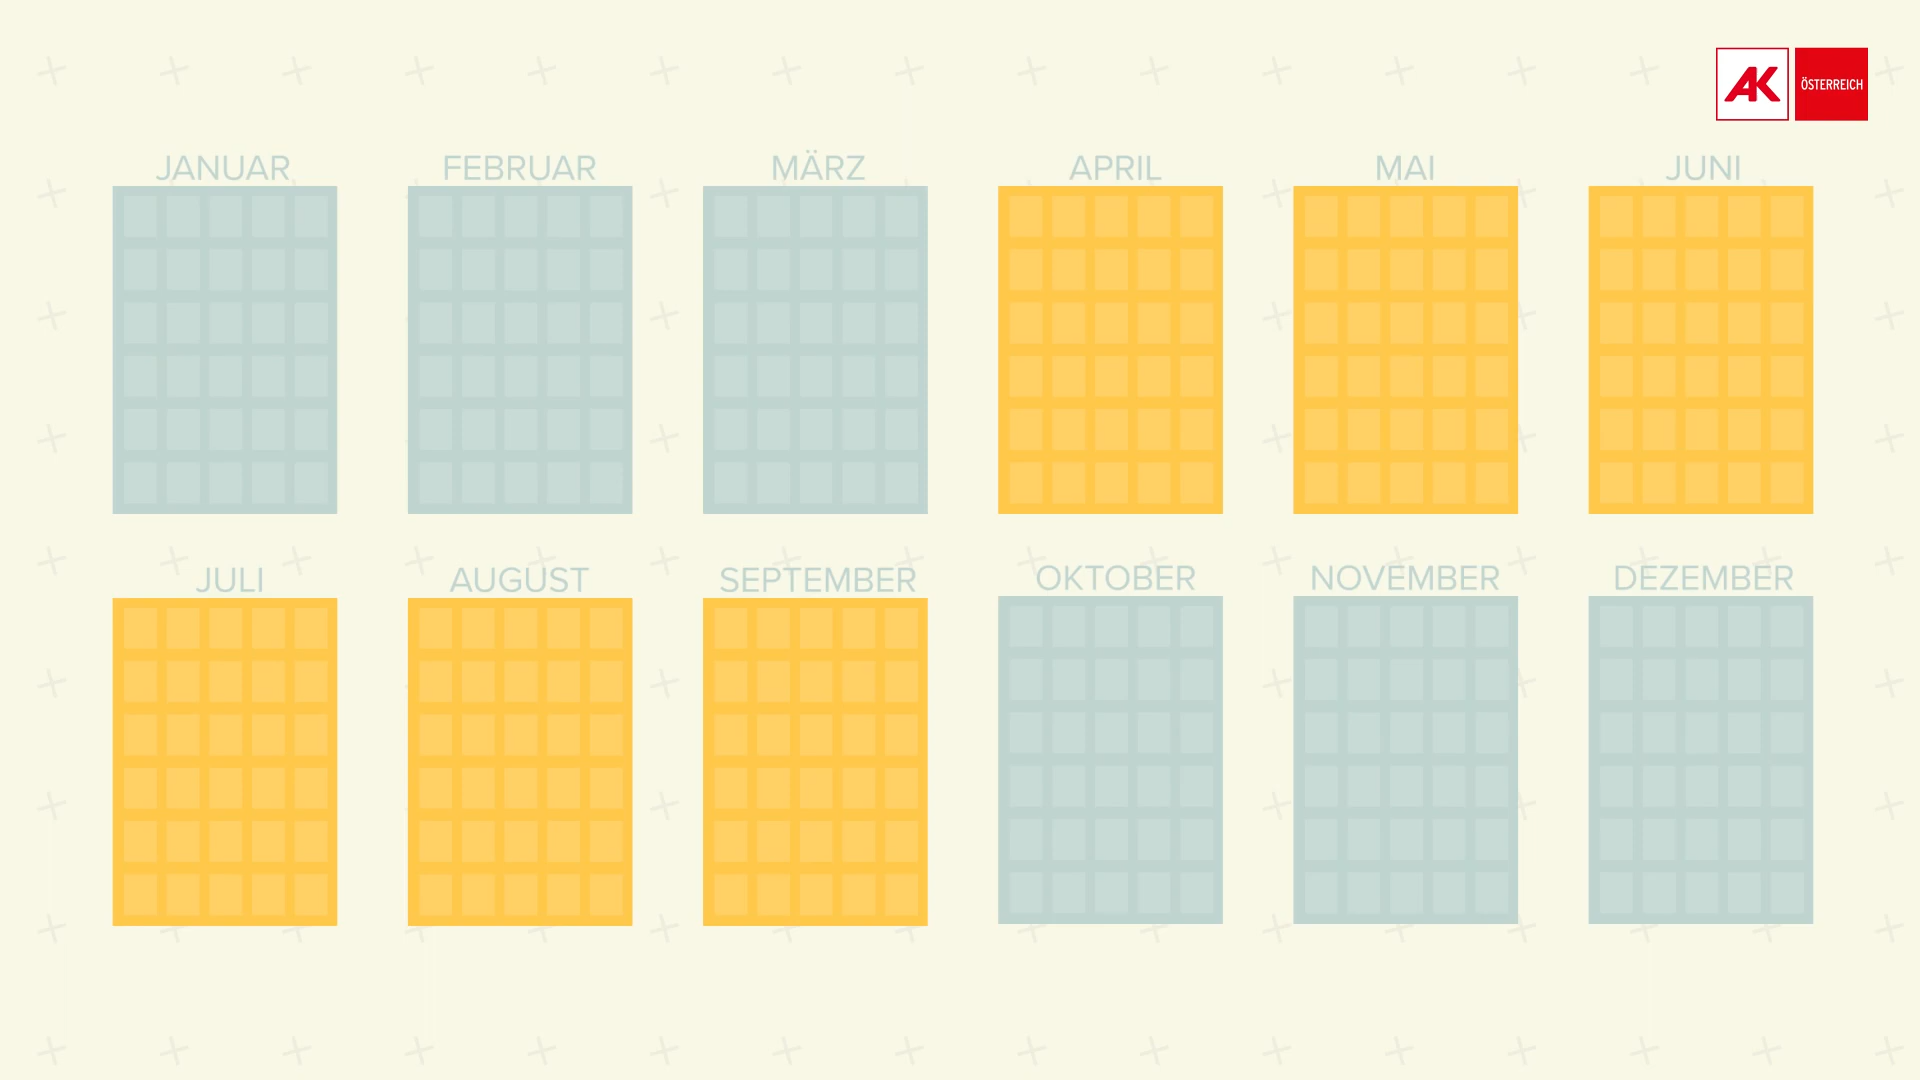 AK ÖSTERREICH
JANUAR FEBRUAR MÄRZ APRIL MAI JUNI
JULI AUGUST SEPTEMBER OKTOBER NOVEMBER DEZEMBER